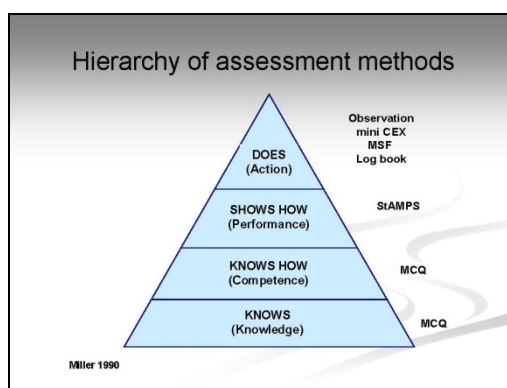 Hierarchy of assessment methods
Observation
mini CEX
MSF
Log book
DOES
(Action)
SHOWS HOW
(Performance)
StAMPS
KNOWS HOW
(Competence)
MCQ
KNOWS
(Knowledge)
MCQ
Miller 1990